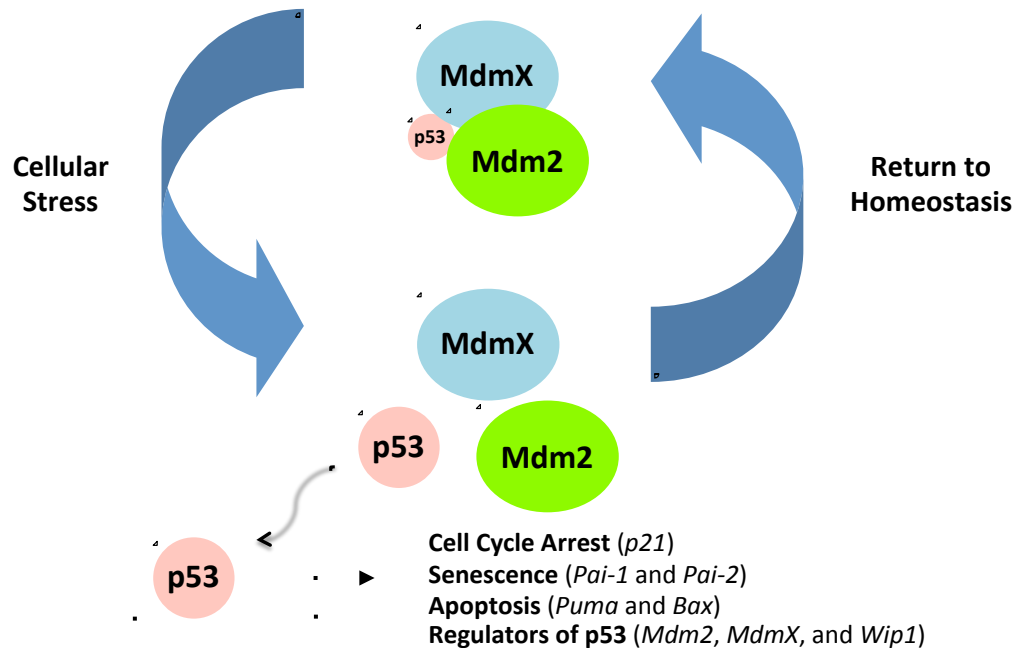 MdmX
p53
Mdm2
Cellular
Stress
Return to
Homeostasis
MdmX
p53
Mdm2
p53
Cell Cycle Arrest (p21)
Senescence (Pai-1 and Pai-2)
Apoptosis (Puma and Bax)
Regulators of p53 (Mdm2, MdmX, and Wip1)